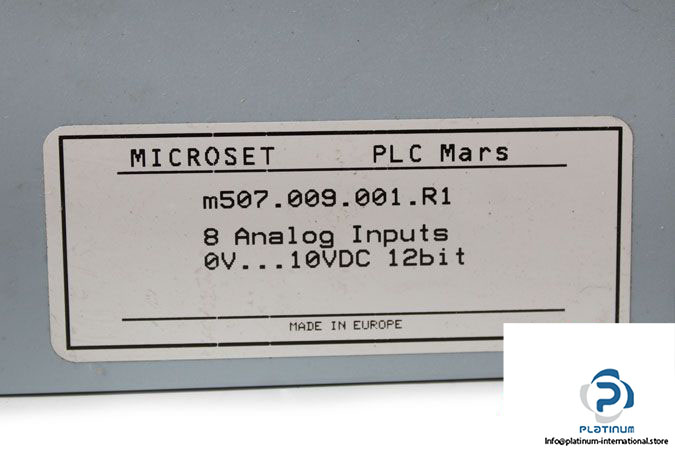 MICROSET PLC Mars
m507.009.001.R1
8 Analog Inputs
0V...10VDC 12bit
MADE IN EUROPE
PLATINUM
info@platinum-international.store